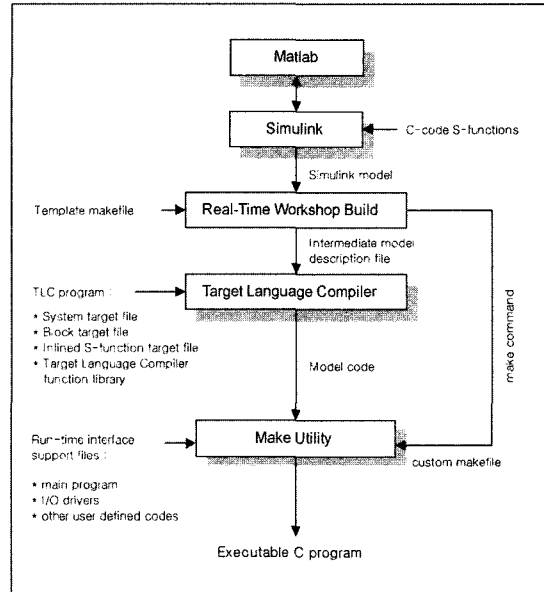 Matlab
Simulink
C-code S-functions
Simulink model
Template makefile
Real-Time Workshop Build
Intermediate model
description file
TLC program :
Target Language Compiler
* System target file
* Block target file
* Inlined S-function target file
* Target Language Compiler
function library
Model code
make command
Run-time interface
support files :
Make Utility
custom makefile
* main program
* I/O drivers
* other user defined codes
Executable C program